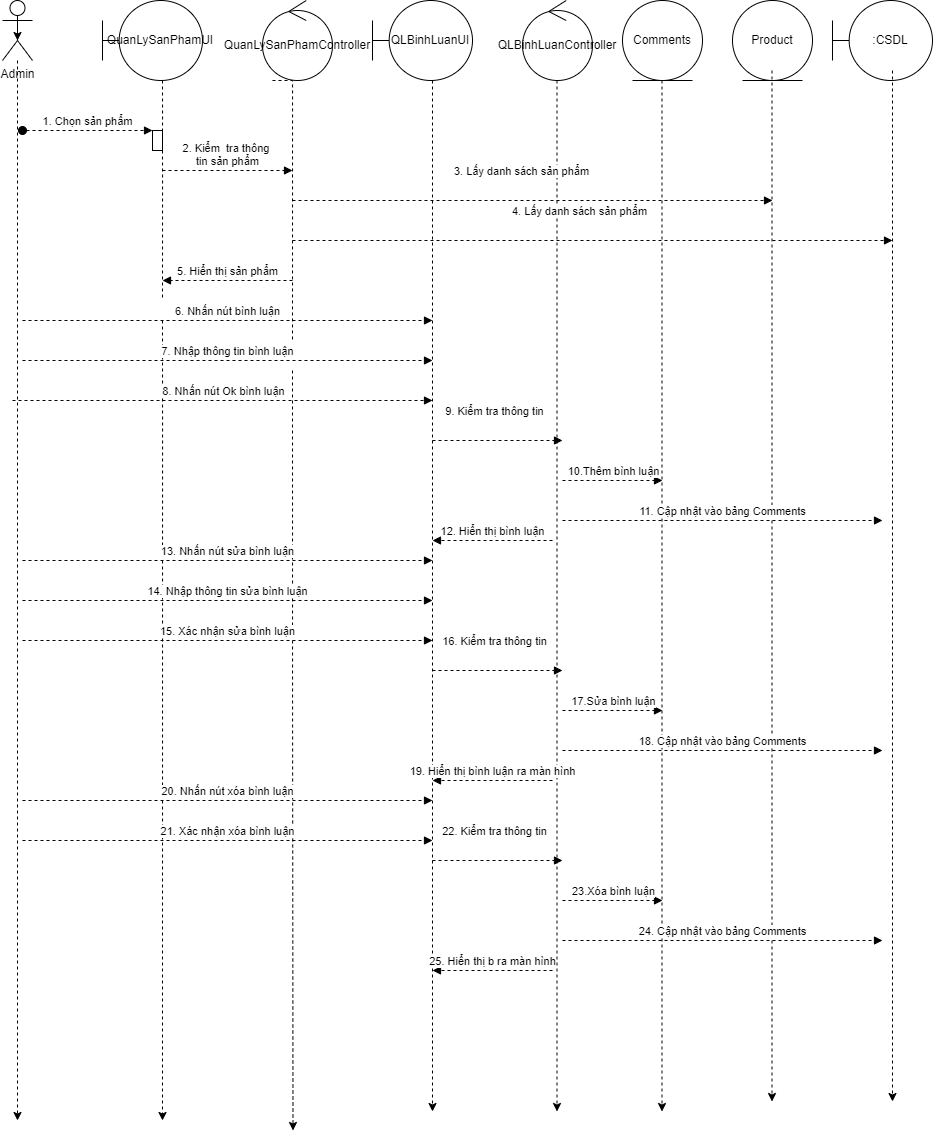 QuanLySanPhamUI
QuanLySanPhamController
QLBinhLuanUI
QLBinhLuanController
Comments
Product
:CSDL
Admin
1. Chọn sản phẩm
2. Kiểm tra thông
tin sản phẩm
3. Lấy danh sách sản phẩm
4. Lấy danh sách sản phẩm
5. Hiển thị sản phẩm
6. Nhấn nút bình luận
7. Nhập thông tin bình luận
8. Nhấn nút Ok bình luận
9. Kiểm tra thông tin
10.Thêm bình luận
11. Cập nhật vào bảng Comments
12. Hiển thị bình luận
13. Nhấn nút sửa bình luận
14. Nhập thông tin sửa bình luận
15. Xác nhận sửa bình luận
16. Kiểm tra thông tin
17.Sửa bình luận
18. Cập nhật vào bảng Comments
19. Hiển thị bình luận ra màn hình
20. Nhấn nút xóa bình luận
21. Xác nhận xóa bình luận
22. Kiểm tra thông tin
23.Xóa bình luận
24. Cập nhật vào bảng Comments
25. Hiển thị b ra màn hình